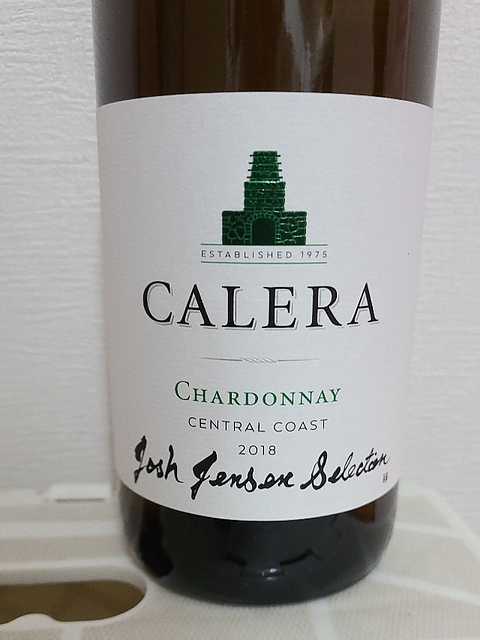 ESTABLISHED 1975
CALERA
CHARDONNAY
CENTRAL COAST
2018
Josh Jensen Selection